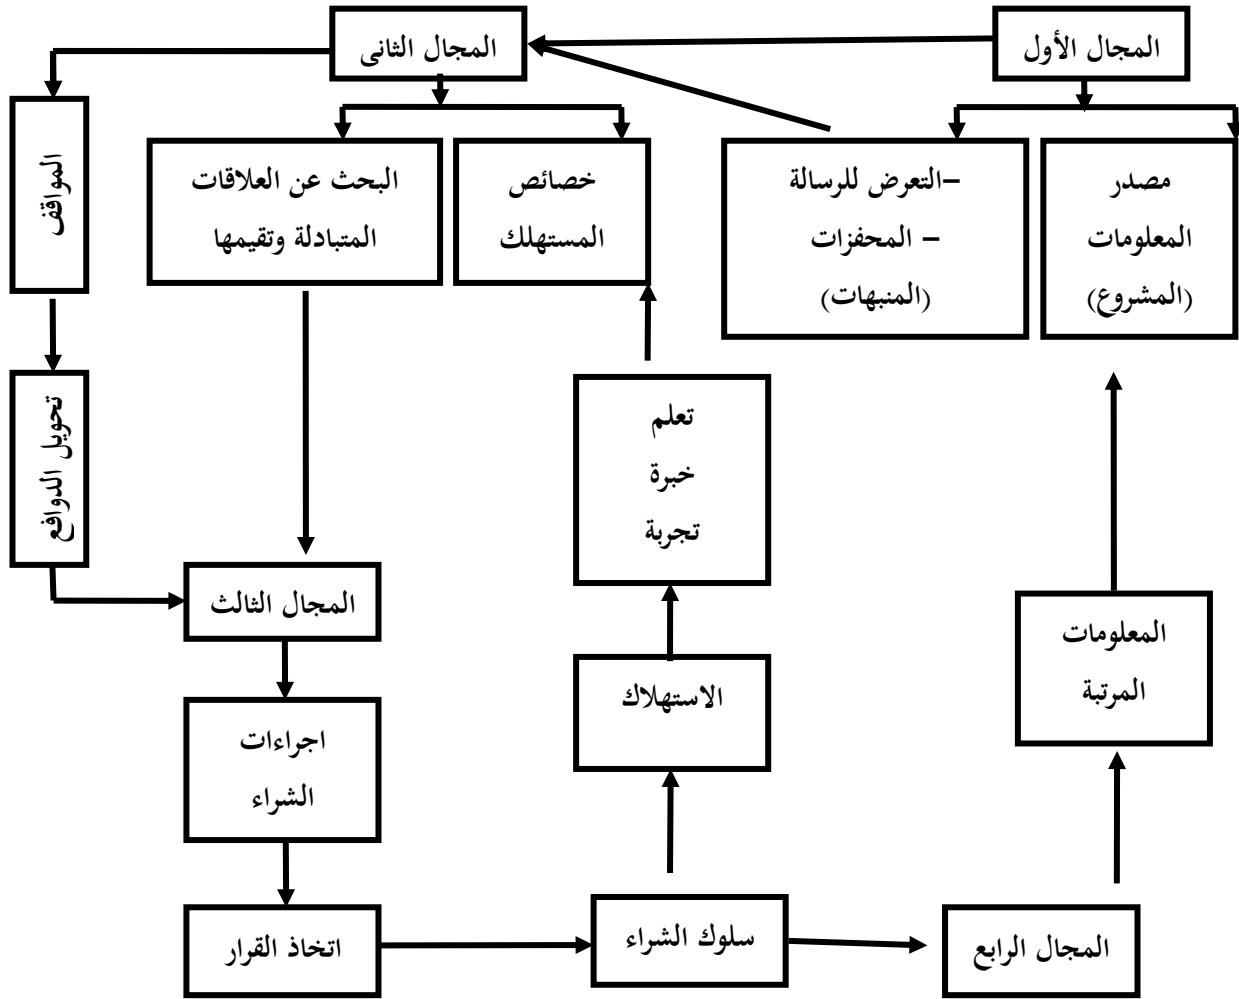 المجال الأول
المجال الثانى
مصدر
المعلومات
(المشروع)
-التعرض للرسالة
- المحفزات
(المنبهات)
خصائص
المستهلك
البحث عن العلاقات
المتبادلة وتقيمها
المواقف
تحويل الدوافع
تعلم
خبرة
تجربة
المجال الثالث
المعلومات
المرتبة
الاستهلاك
اجراءات
الشراء
المجال الرابع
سلوك الشراء
اتخاذ القرار